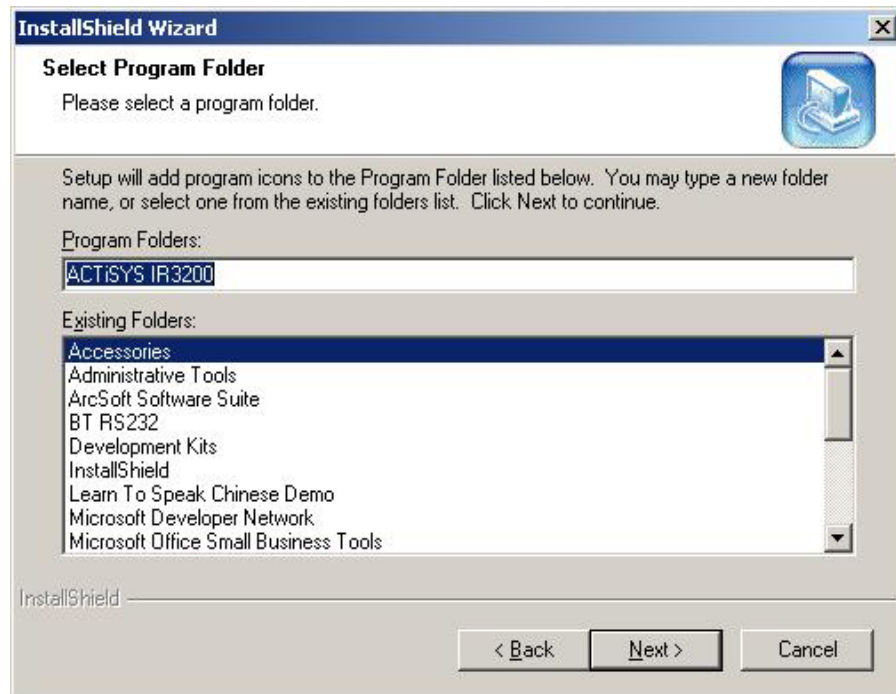 InstallShield Wizard
Select Program Folder
Please select a program folder.
Setup will add program icons to the Program Folder listed below. You may type a new folder
name, or select one from the existing folders list. Click Next to continue.
Program Folders:
ACTiSYS IR3200
Existing Folders:
Accessories
Administrative Tools
ArcSoft Software Suite
BT RS232
Development Kits
InstallShield
Learn To Speak Chinese Demo
Microsoft Developer Network
Microsoft Office Small Business Tools
InstallShield
< Back
Next >
Cancel